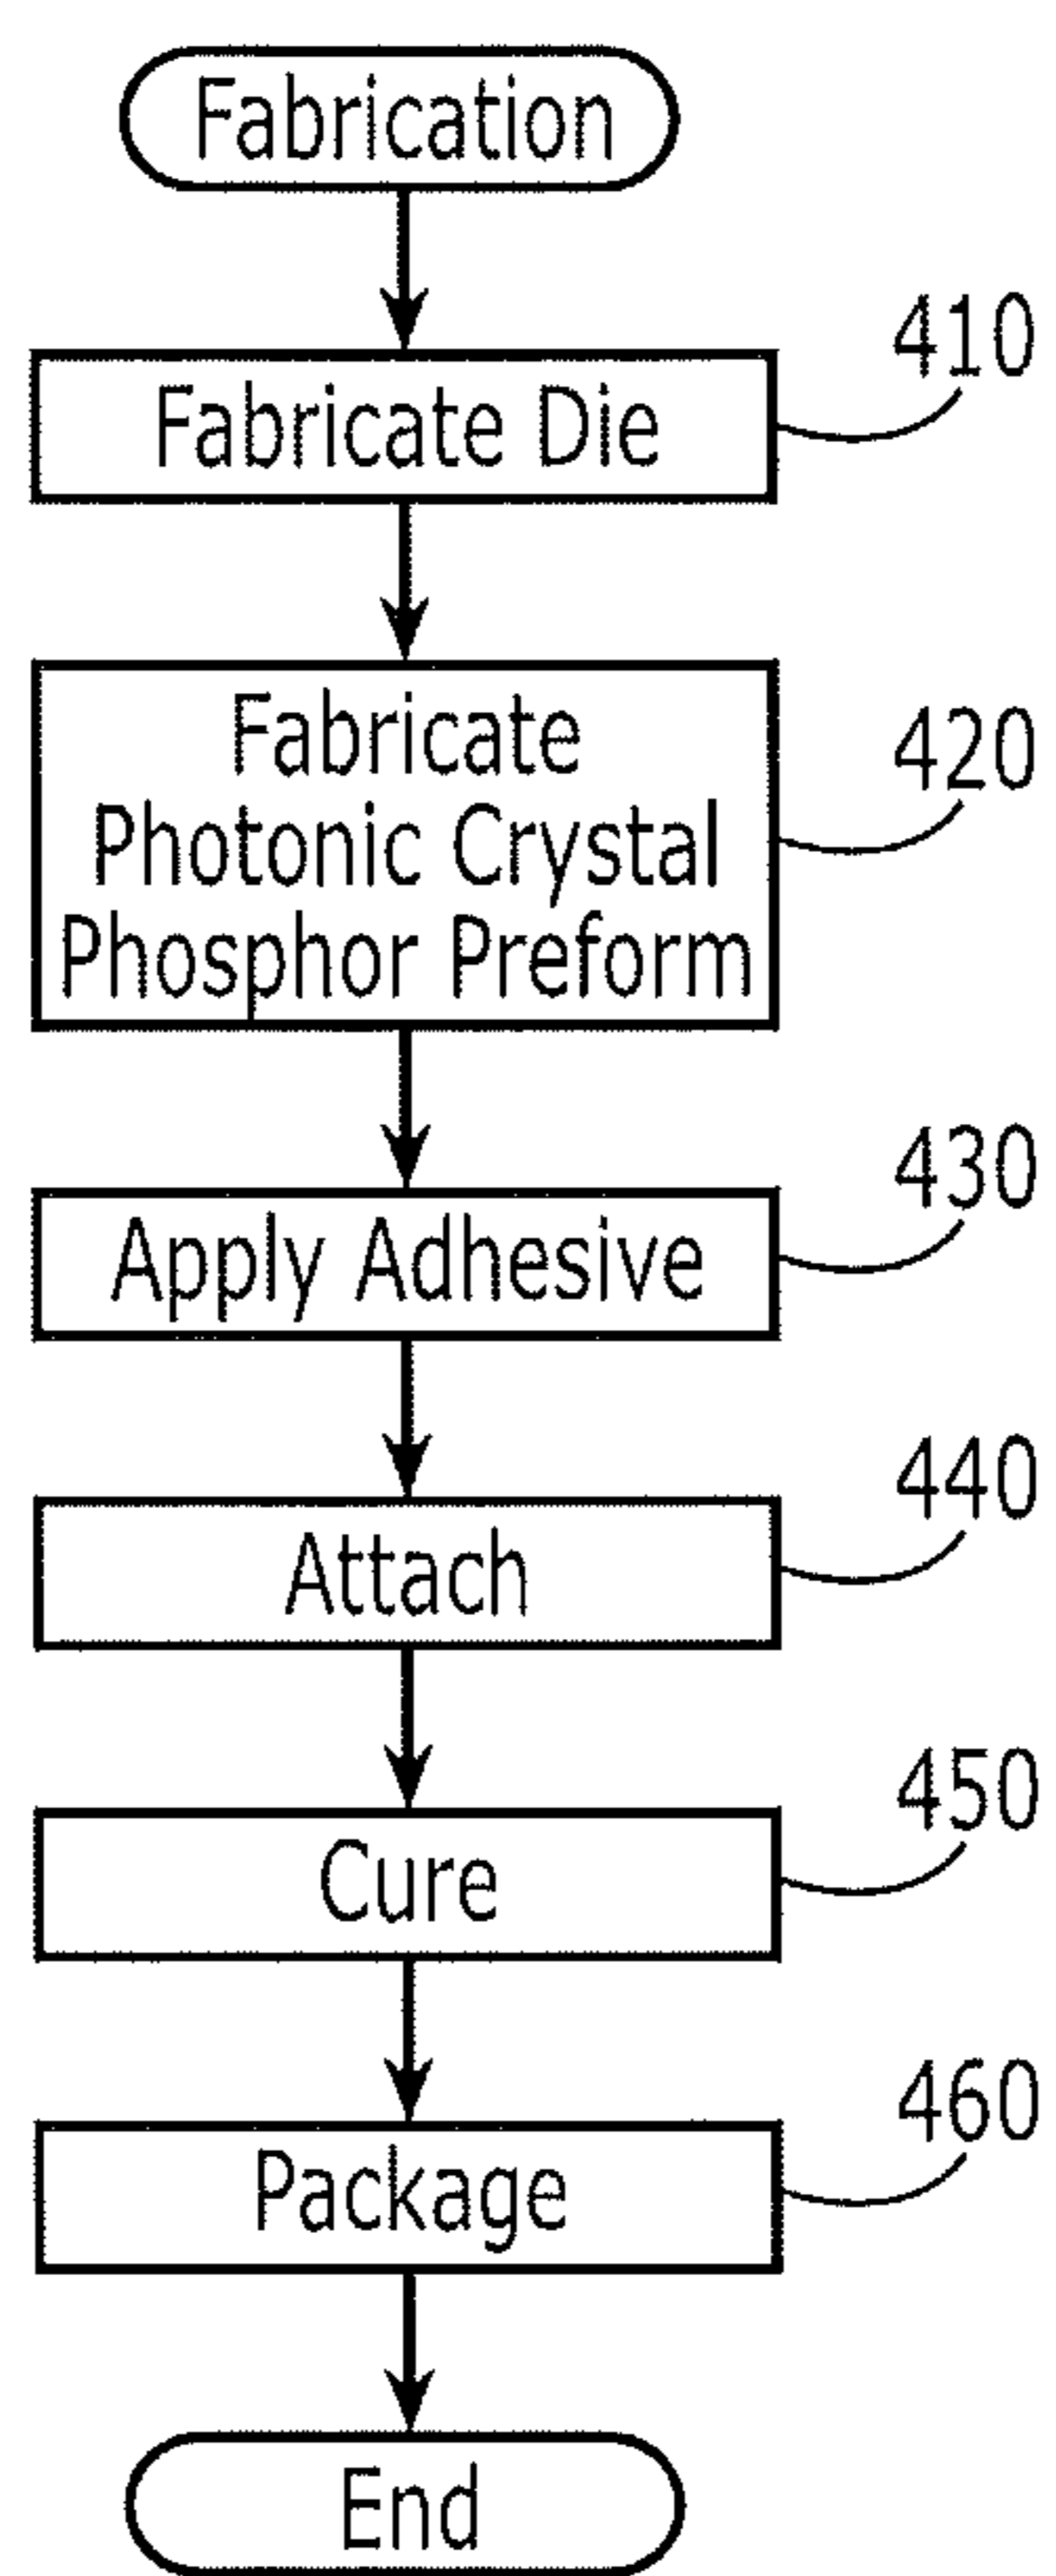 Fabrication
410
Fabricate Die
420
Fabricate
Photonic Crystal
Phosphor Preform
430
Apply Adhesive
440
Attach
450
Cure
460
Package
End